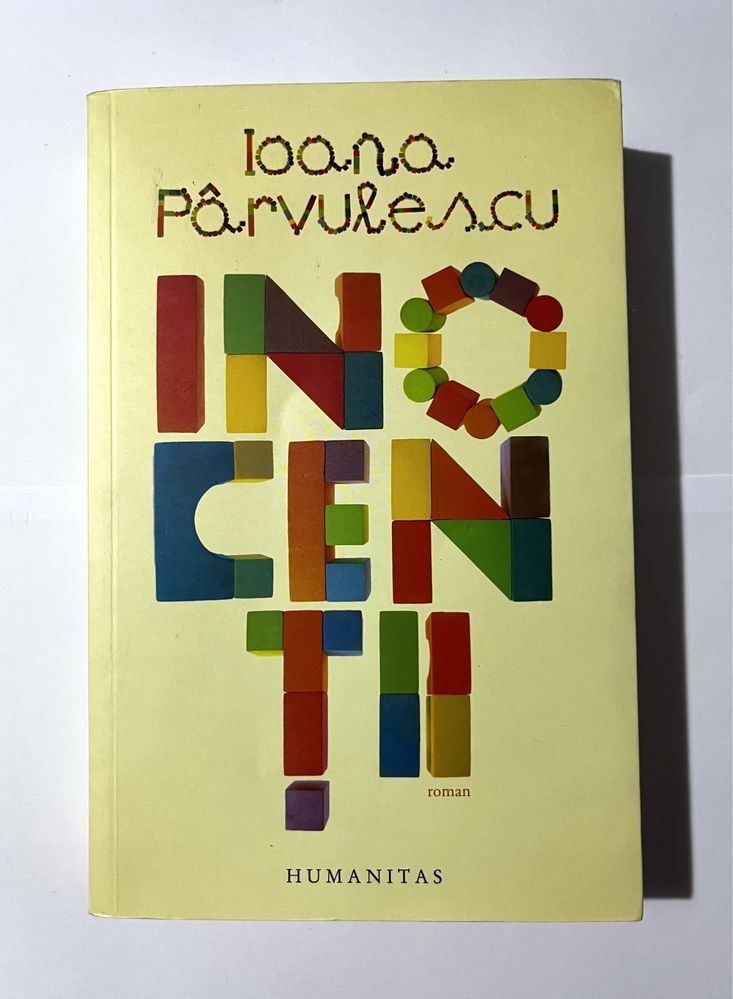 Ioana
Pârvulescu
INO
CEN
ȚII
roman
HUMANITAS